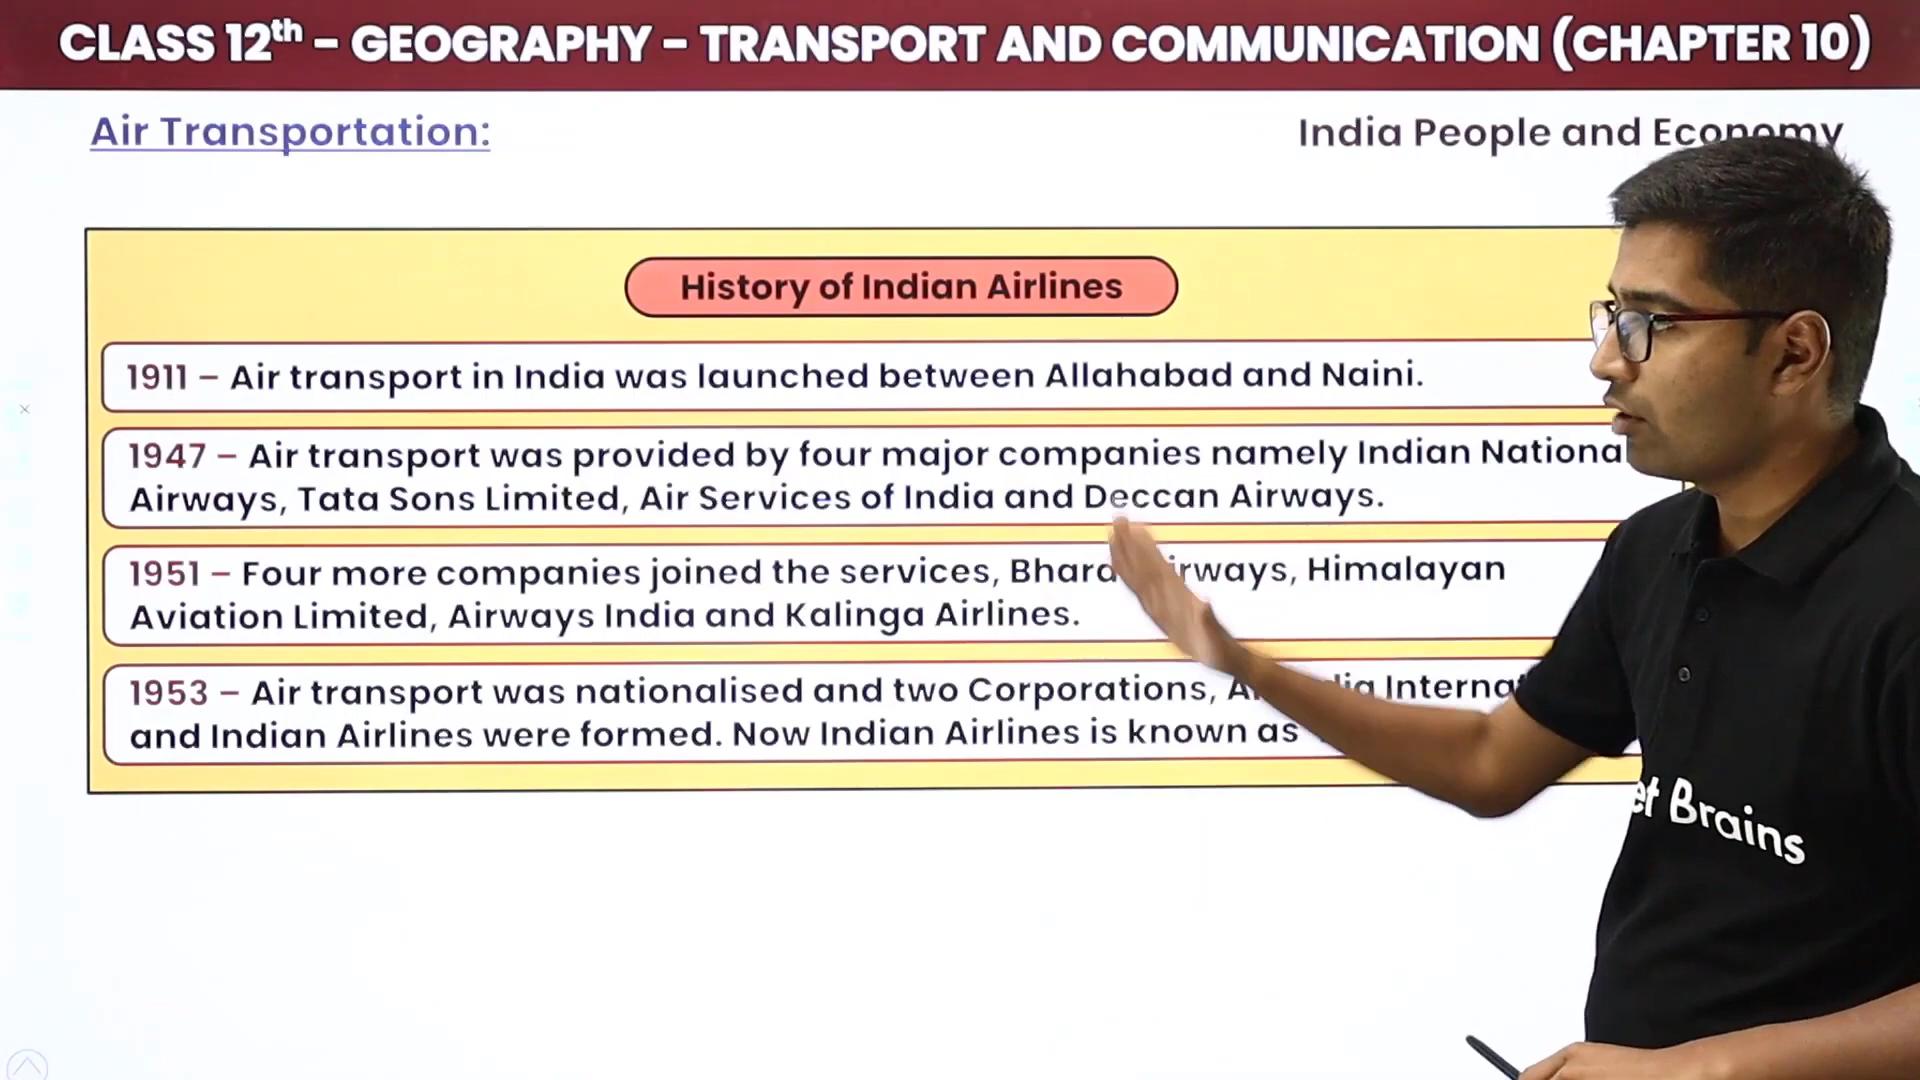 CLASS 12th – GEOGRAPHY – TRANSPORT AND COMMUNICATION (CHAPTER 10)
Air Transportation:
India People and Economy
History of Indian Airlines
1911 – Air transport in India was launched between Allahabad and Naini.
1947 – Air transport was provided by four major companies namely Indian Nationa
Airways, Tata Sons Limited, Air Services of India and Deccan Airways.
1951 – Four more companies joined the services, Bhara irways, Himalayan
Aviation Limited, Airways India and Kalinga Airlines.
1953 – Air transport was nationalised and two Corporations, A dia Interna
and Indian Airlines were formed. Now Indian Airlines is known as
et Brains